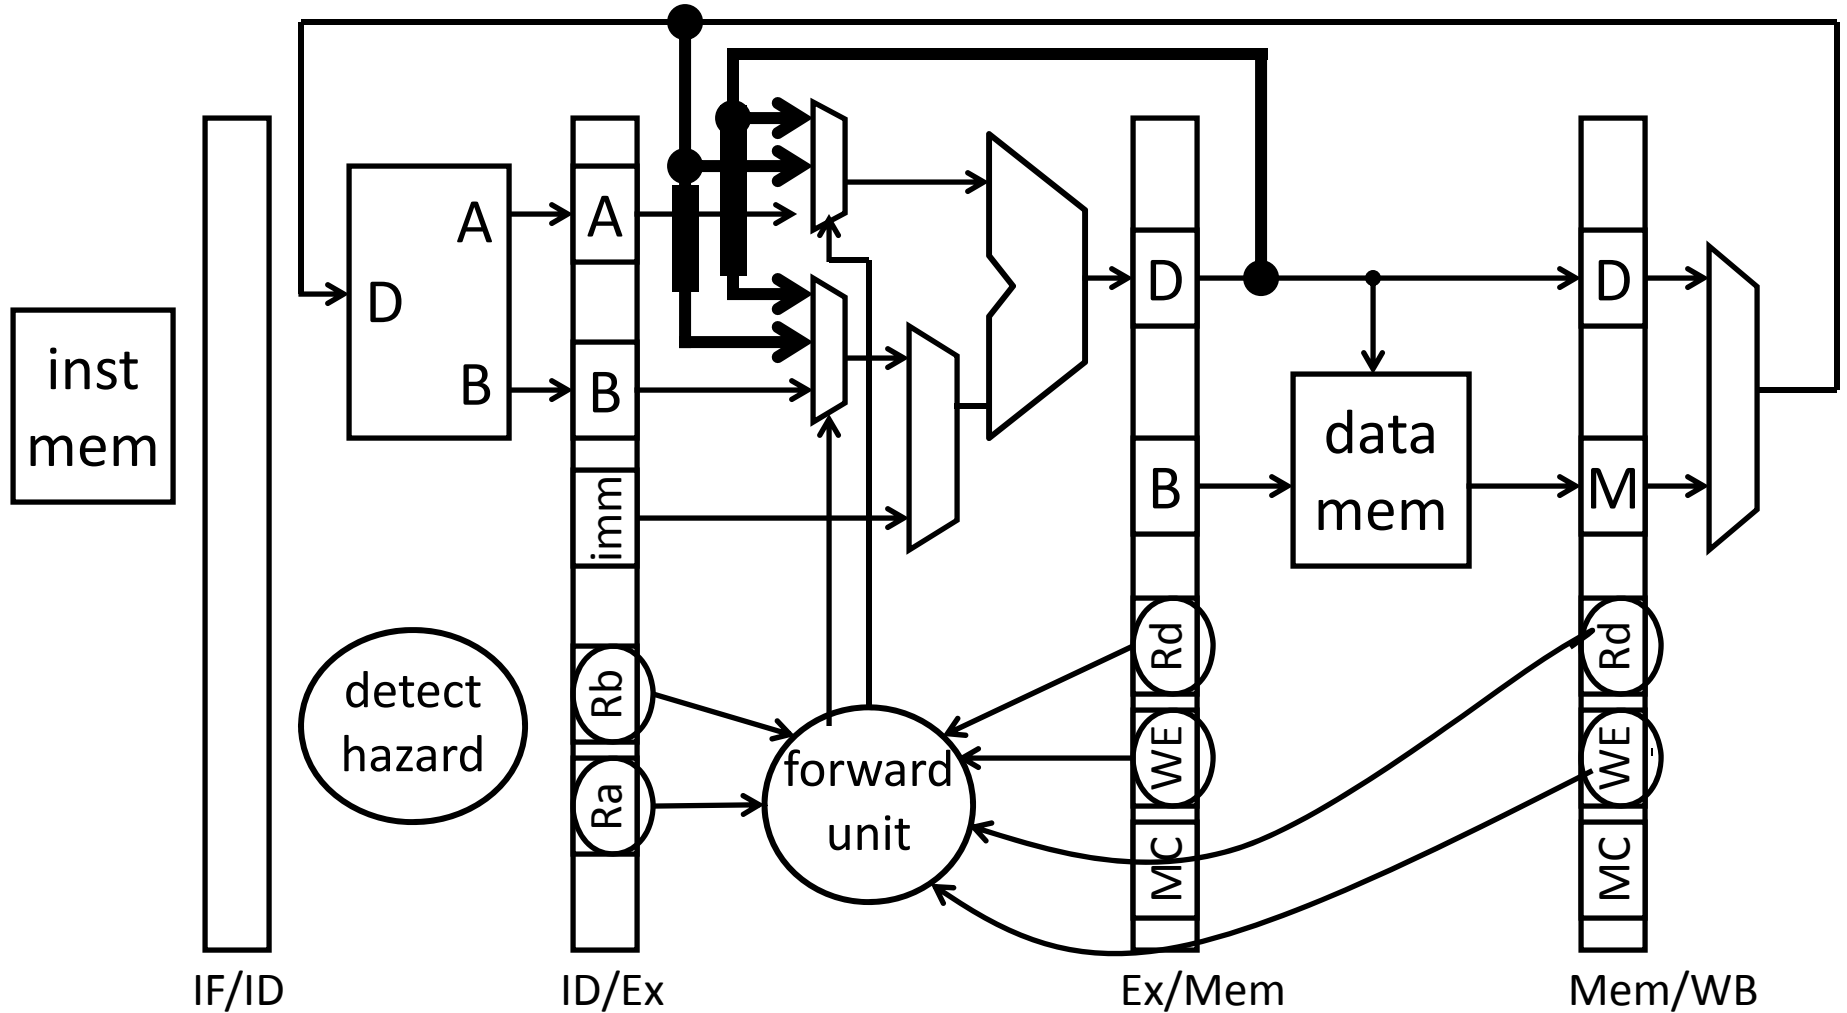 inst
mem
D
A
B
A
B
imm
Rb
Ra
detect
hazard
forward
unit
D
B
Rd
WE
MC
data
mem
D
M
Rd
WE
MC
IF/ID
ID/Ex
Ex/Mem
Mem/WB